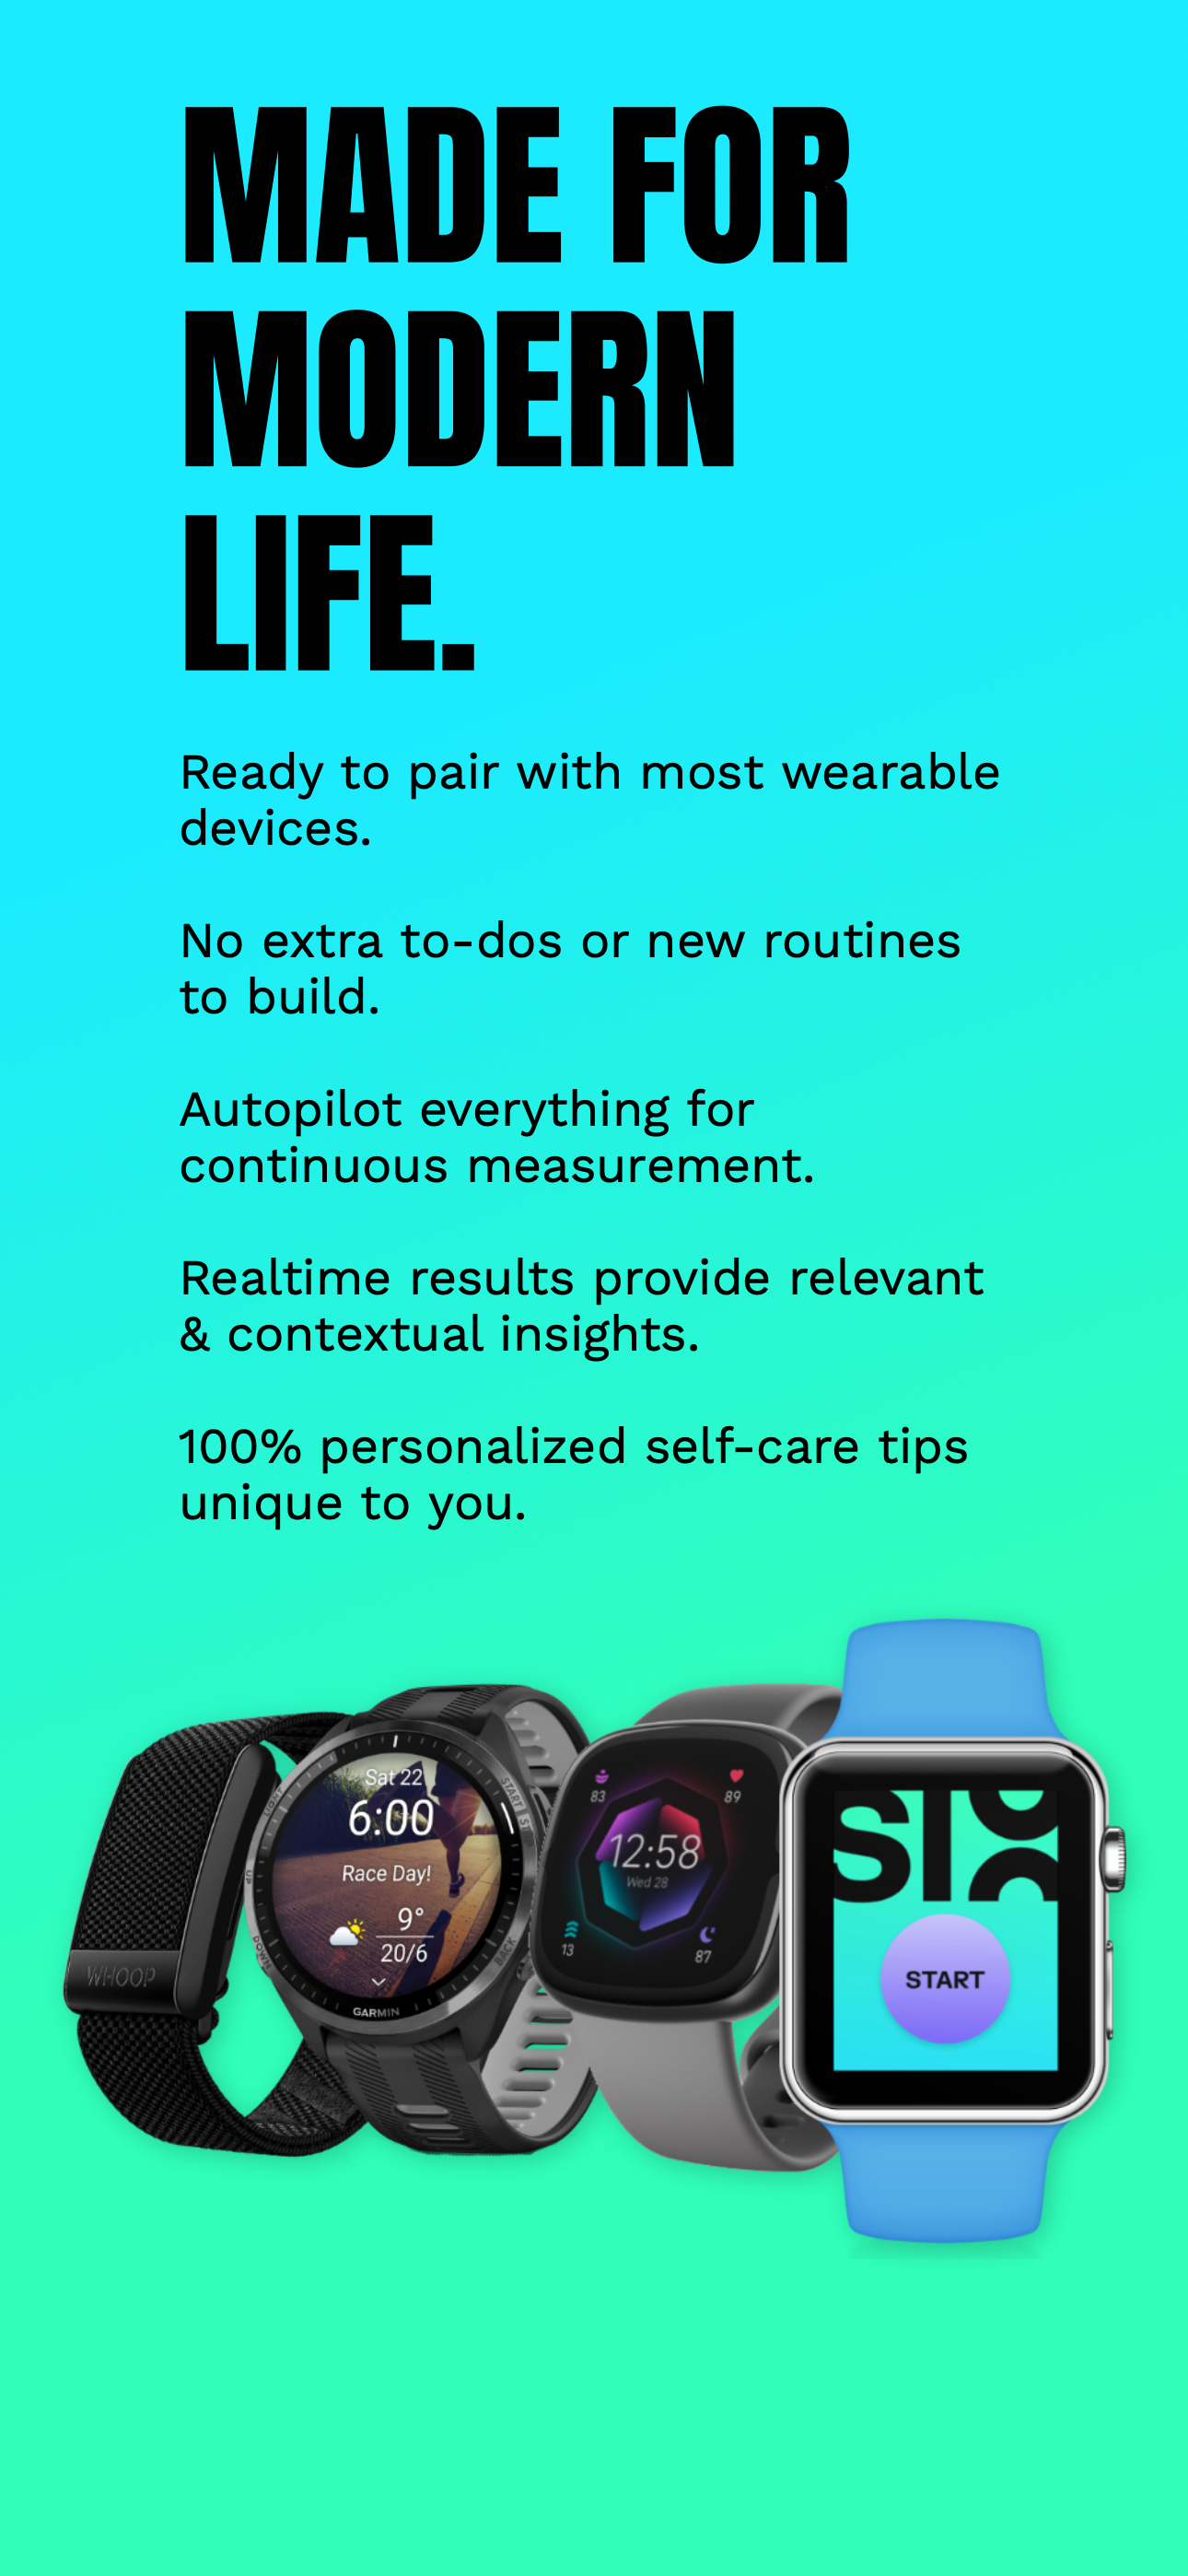 MADE FOR
MODERN
LIFE.
Ready to pair with most wearable
devices.
No extra to-dos or new routines
to build.
Autopilot everything for
continuous measurement.
Realtime results provide relevant
& contextual insights.
100% personalized self-care tips
unique to you.
WHOOP
LIGHT
START STOP
UP
DOWN
BACK
Sat 22
6:00
Race Day!
9°
20/6
GARMIN
83
89
12:58
Wed 28
13
87
START